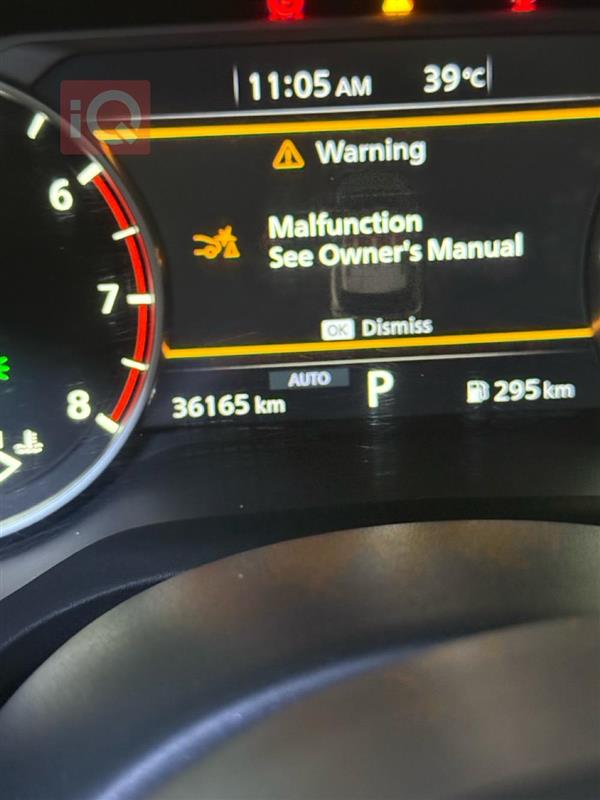 11:05 AM 39°C
iQ
Warning
6
Malfunction
See Owner's Manual
7
OK Dismiss
AUTO
8
36165 km P 295 km